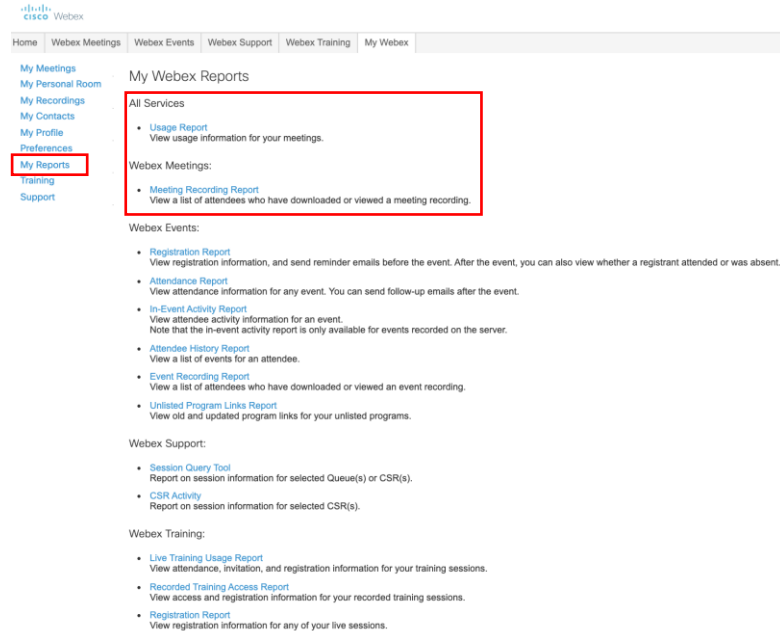 CISCO Webex
Home Webex Meetings Webex Events Webex Support Webex Training My Webex
My Meetings
My Personal Room
My Recordings
My Contacts
My Profile
Preferences
My Reports
Training
Support
My Webex Reports
All Services
• Usage Report
View usage information for your meetings.
Webex Meetings:
• Meeting Recording Report
View a list of attendees who have downloaded or viewed a meeting recording.
Webex Events:
• Registration Report
View registration information, and send reminder emails before the event. After the event, you can also view whether a registrant attended or was absent.
• Attendance Report
View attendance information for any event. You can send follow-up emails after the event.
• In-Event Activity Report
View attendee activity information for an event.
Note that the in-event activity report is only available for events recorded on the server.
• Attendee History Report
View a list of events for an attendee.
• Event Recording Report
View a list of attendees who have downloaded or viewed an event recording.
• Unlisted Program Links Report
View old and updated program links for your unlisted programs.
Webex Support:
• Session Query Tool
Report on session information for selected Queue(s) or CSR(s).
• CSR Activity
Report on session information for selected CSR(s).
Webex Training:
• Live Training Usage Report
View attendance, invitation, and registration information for your training sessions.
• Recorded Training Access Report
View access and registration information for your recorded training sessions.
• Registration Report
View registration information for any of your live sessions.